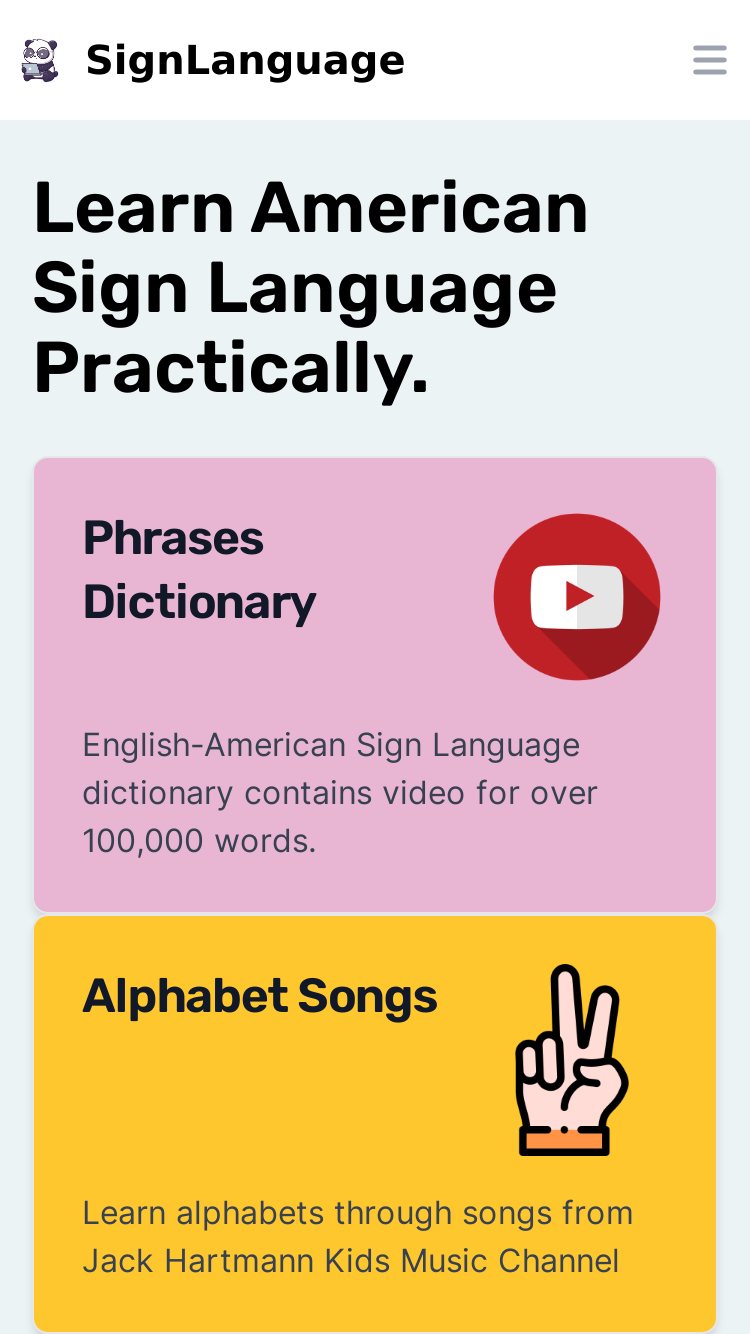 SignLanguage
Learn American
Sign Language
Practically.
Phrases
Dictionary
English-American Sign Language
dictionary contains video for over
100,000 words.
Alphabet Songs
Learn alphabets through songs from
Jack Hartmann Kids Music Channel